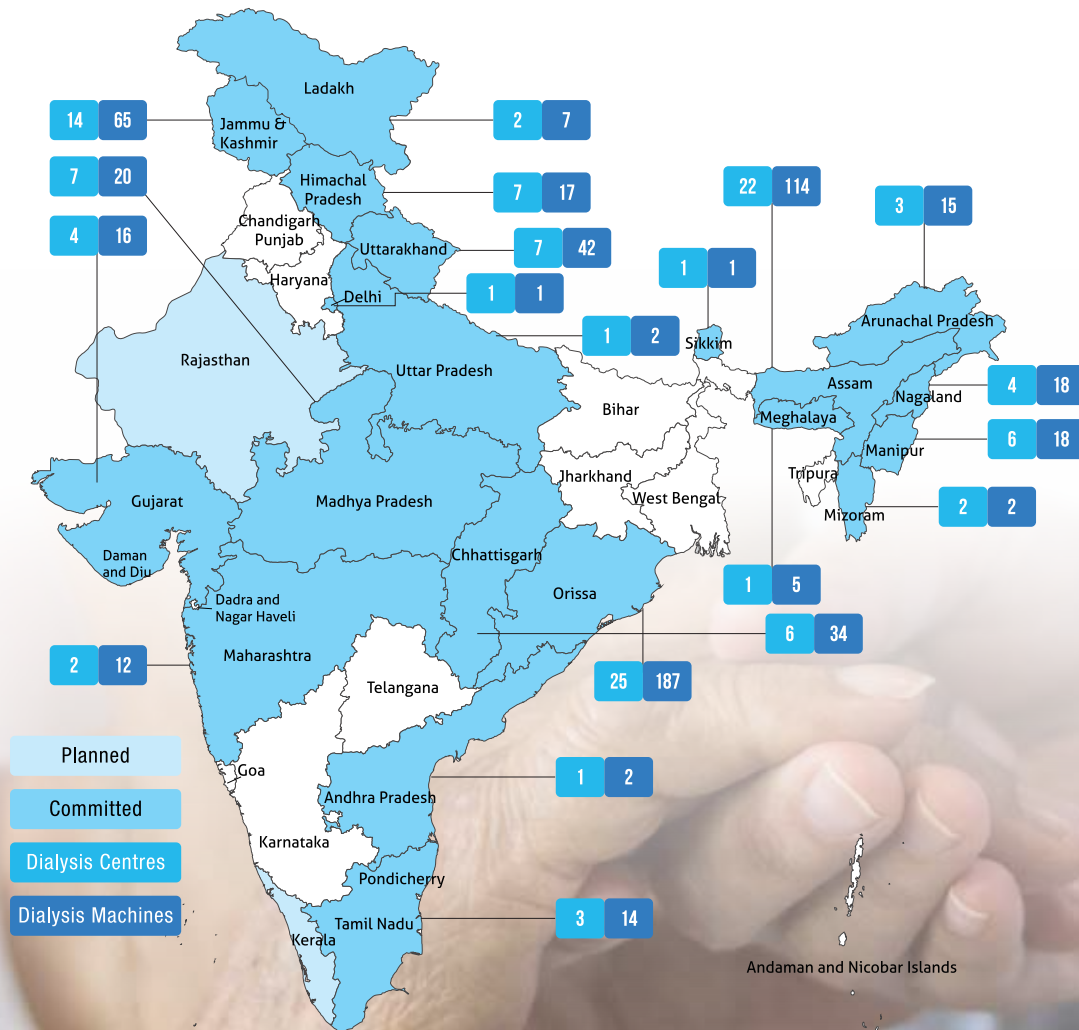 Ladakh
14 65
Jammu &
Kashmir
2 7
7 20
Himachal
Pradesh
7 17
22 114
3 15
4 16
Chandigarh
Punjab
Uttarakhand
7 42
Haryana
Delhi
1 1
1 1
Sikkim
Arunachal Pradesh
1 2
Rajasthan
Uttar Pradesh
Assam
Nagaland
4 18
Bihar
Meghalaya
Manipur
6 18
Jharkhand
Tripura
West Bengal
Gujarat
Madhya Pradesh
Mizoram
2 2
Chhattisgarh
Daman
and Diu
Orissa
1 5
Dadra and
Nagar Haveli
6 34
Maharashtra
2 12
25 187
Telangana
Planned
Goa
1 2
Andhra Pradesh
Committed
Karnataka
Dialysis Centres
Pondicherry
Dialysis Machines
3 14
Tamil Nadu
Kerala
Andaman and Nicobar Islands